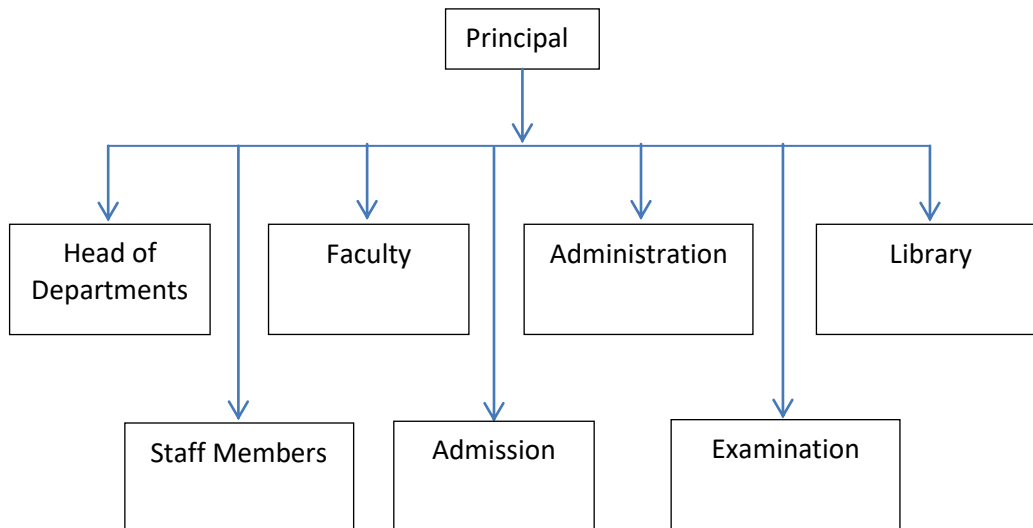 Principal
Head of
Departments
Faculty
Administration
Library
Staff Members
Admission
Examination